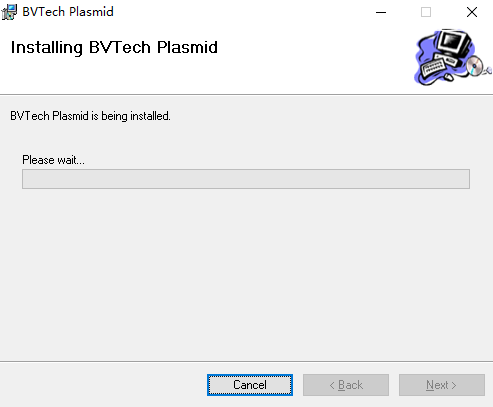 BVTech Plasmid
Installing BVTech Plasmid
BVTech Plasmid is being installed.
Please wait...
Cancel
< Back
Next >